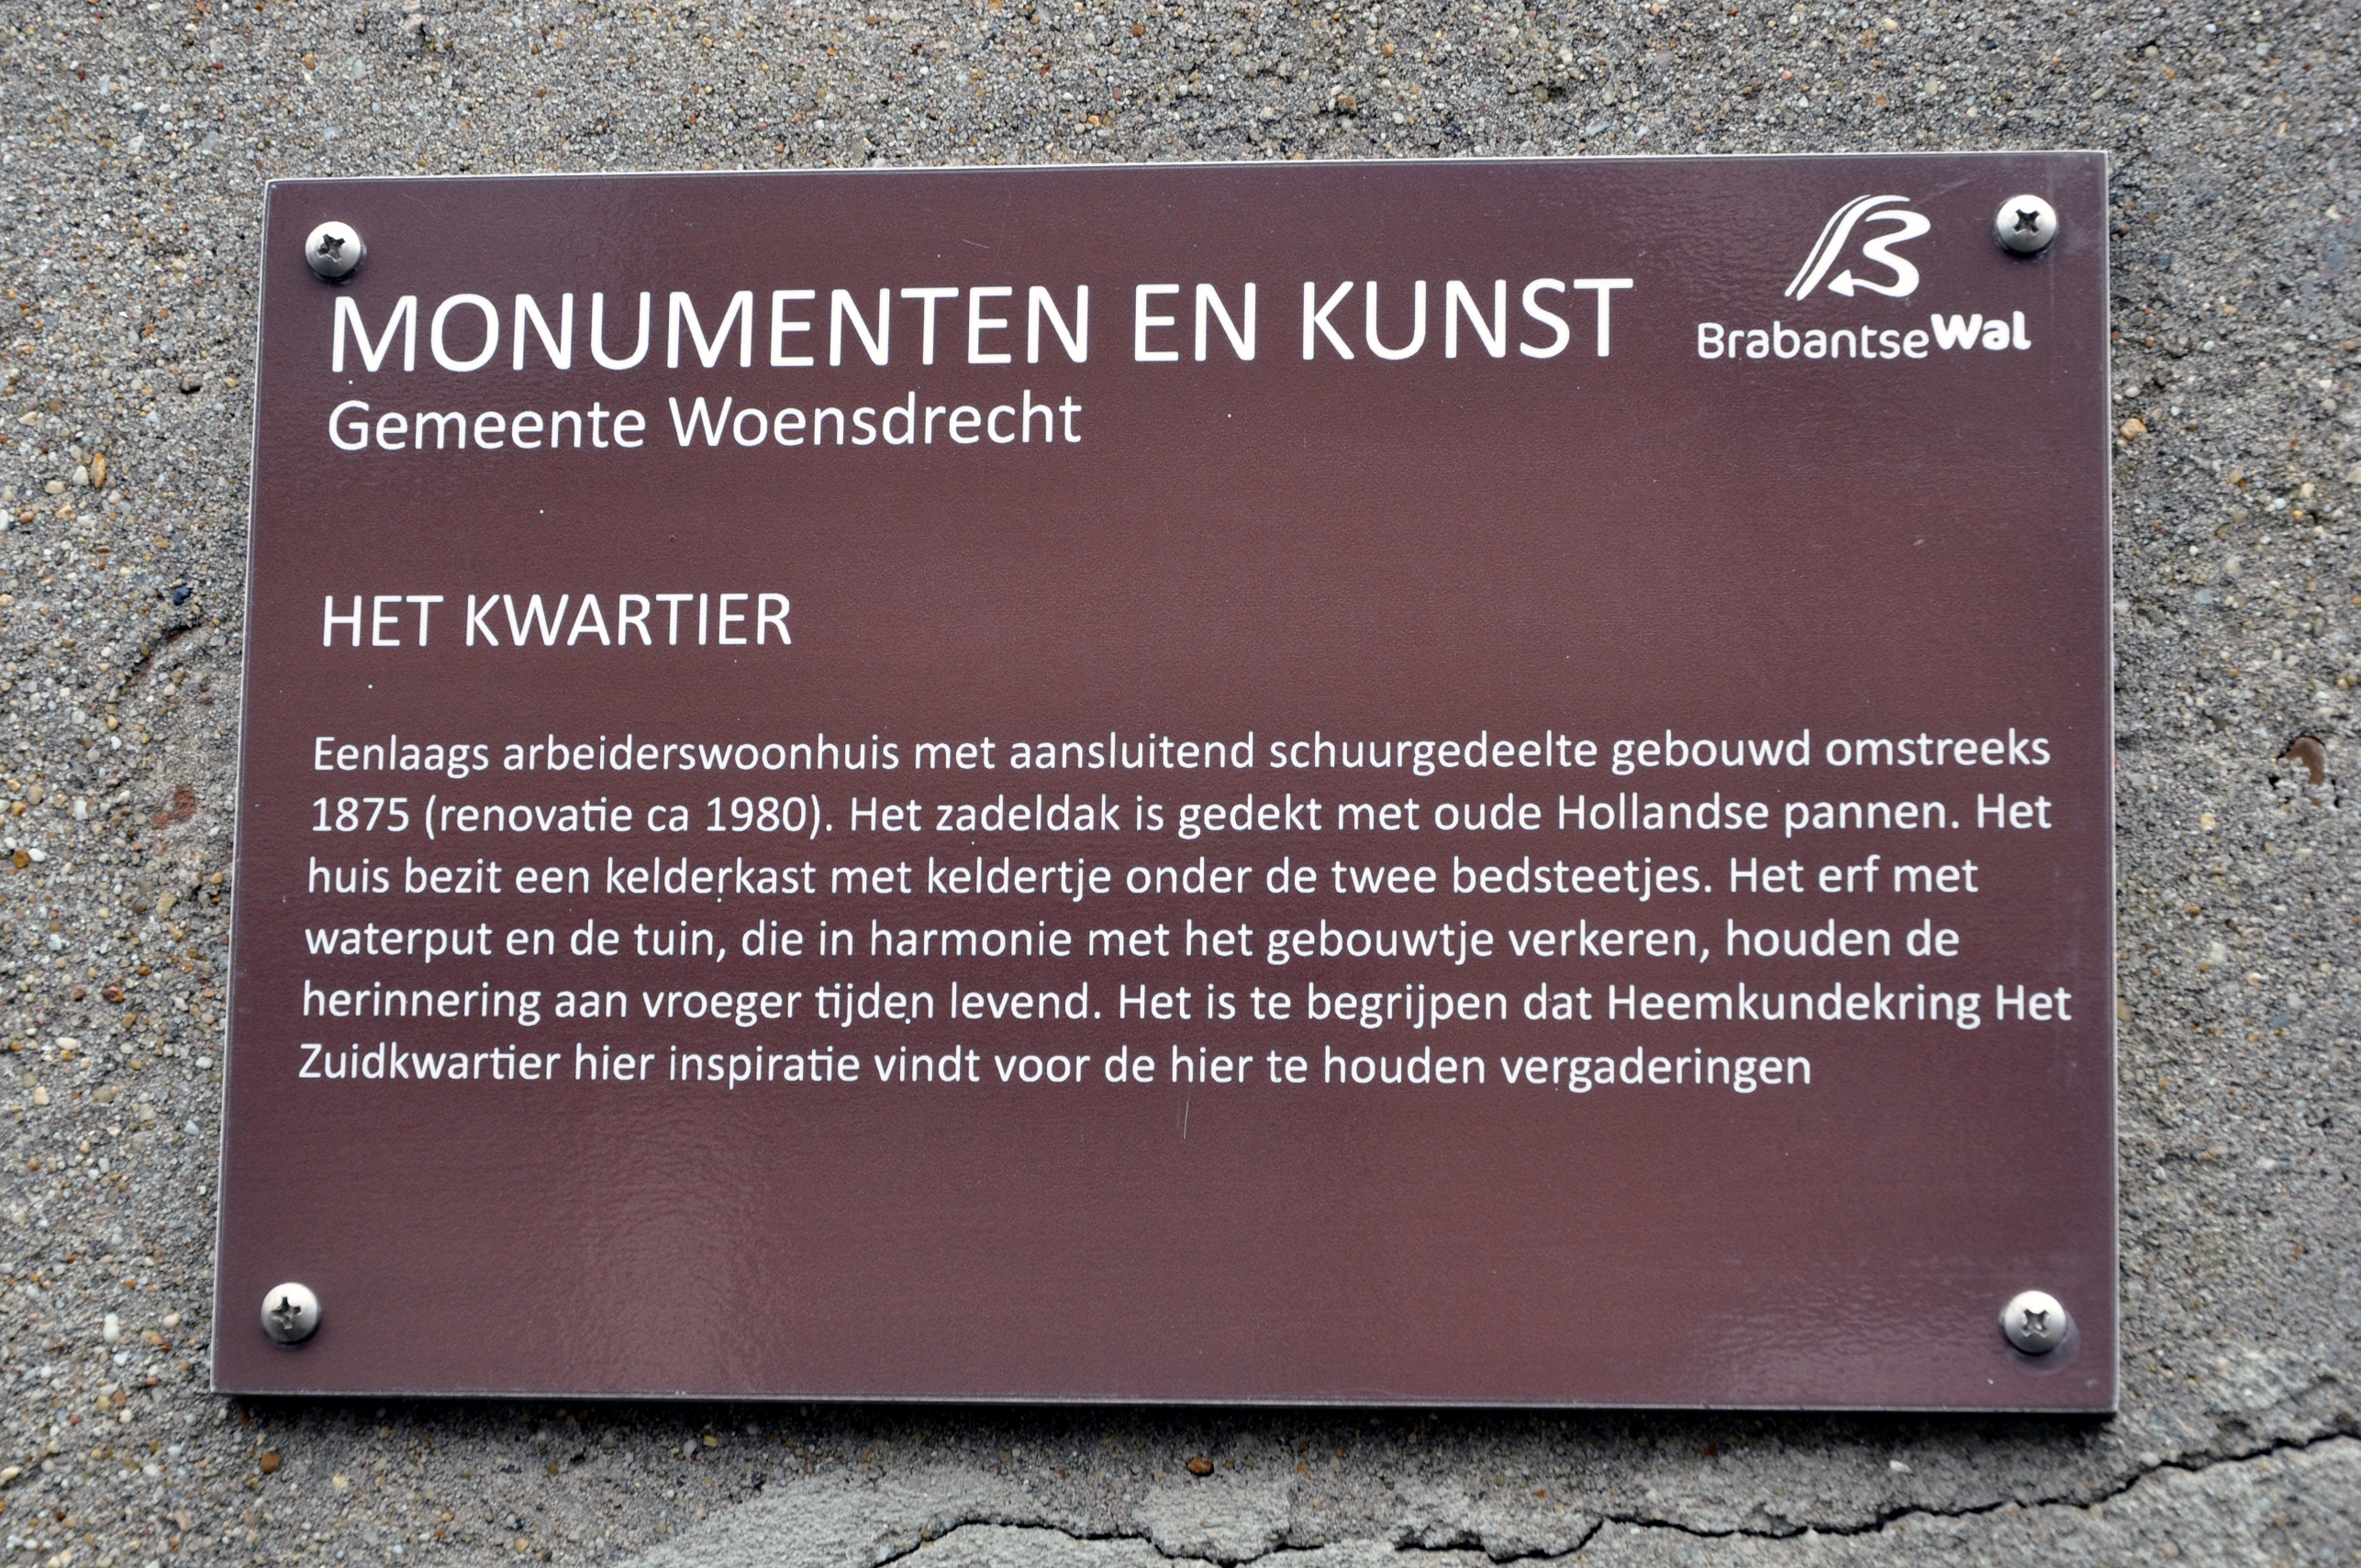 MONUMENTEN EN KUNST
BrabantseWal
Gemeente Woensdrecht
HET KWARTIER
Eenlaags arbeiderswoonhuis met aansluitend schuurgedeelte gebouwd omstreeks
1875 (renovatie ca 1980). Het zadeldak is gedekt met oude Hollandse pannen. Het
huis bezit een kelderkast met keldertje onder de twee bedsteetjes. Het erf met
waterput en de tuin, die in harmonie met het gebouwtje verkeren, houden de
herinnering aan vroeger tijden levend. Het is te begrijpen dat Heemkundekring Het
Zuidkwartier hier inspiratie vindt voor de hier te houden vergaderingen